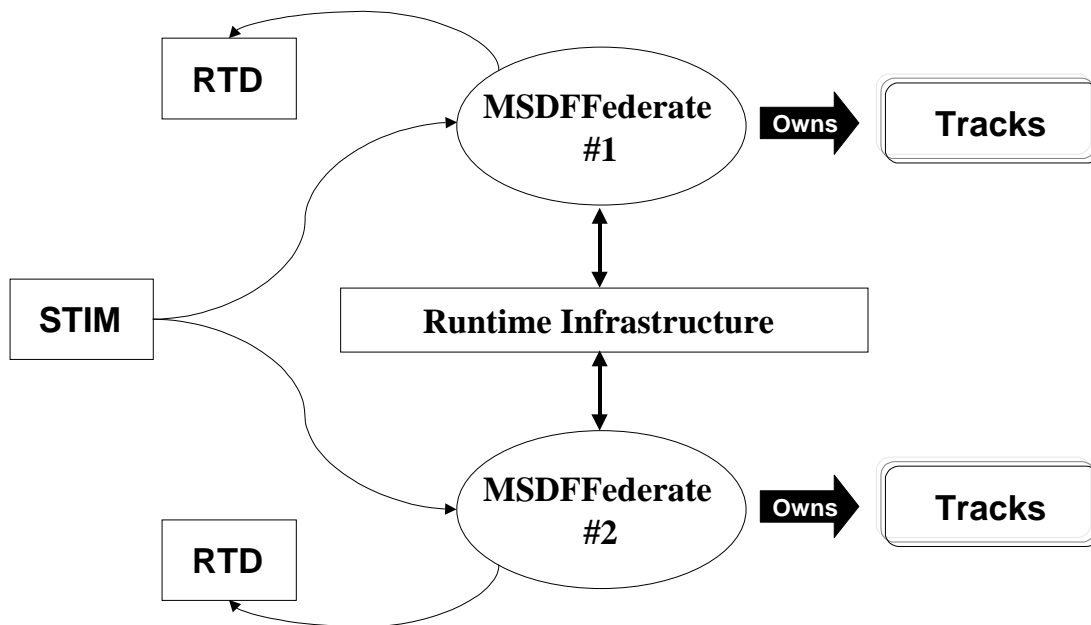 RTD
MSDFFederate
#1
Owns
Tracks
STIM
Runtime Infrastructure
MSDFFederate
#2
Owns
Tracks
RTD